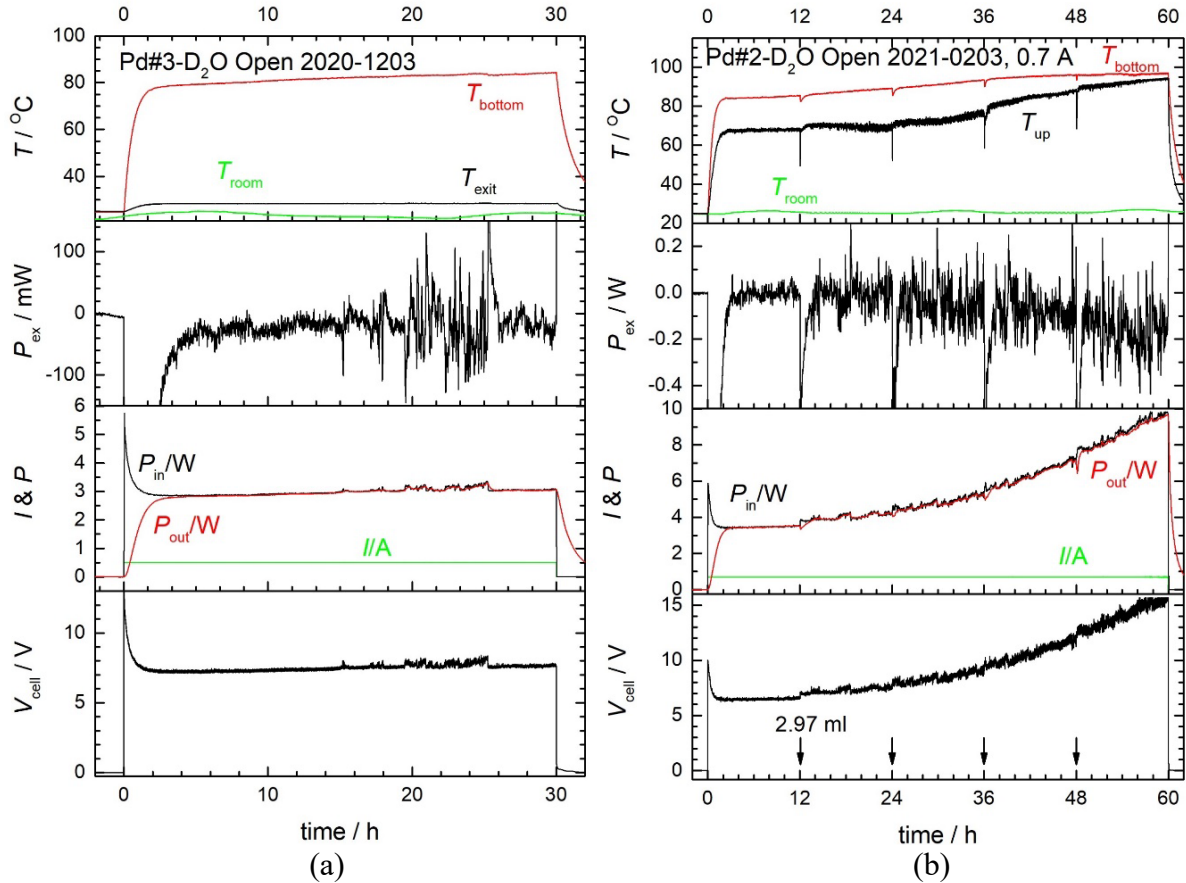 0 10 20 30
Pd#3-D2O Open 2020-1203
100
80
60
40
T / °C
Tbottom
Troom
Texit
100
0
-100
Pex / mW
6
5
4
3
2
1
0
I & P
Pin/W
Pout/W
I/A
10
5
0
Vcell / V
0 10 20 30
time / h
(a)
0 12 24 36 48 60
Pd#2-D2O Open 2021-0203, 0.7 A
100
80
60
40
20
T / °C
Tbottom
Tup
Troom
0.2
0.0
-0.2
-0.4
Pex / W
10
8
6
4
2
0
I & P
Pin/W
Pout/W
I/A
15
10
5
0
Vcell / V
2.97 ml
0 12 24 36 48 60
time / h
(b)